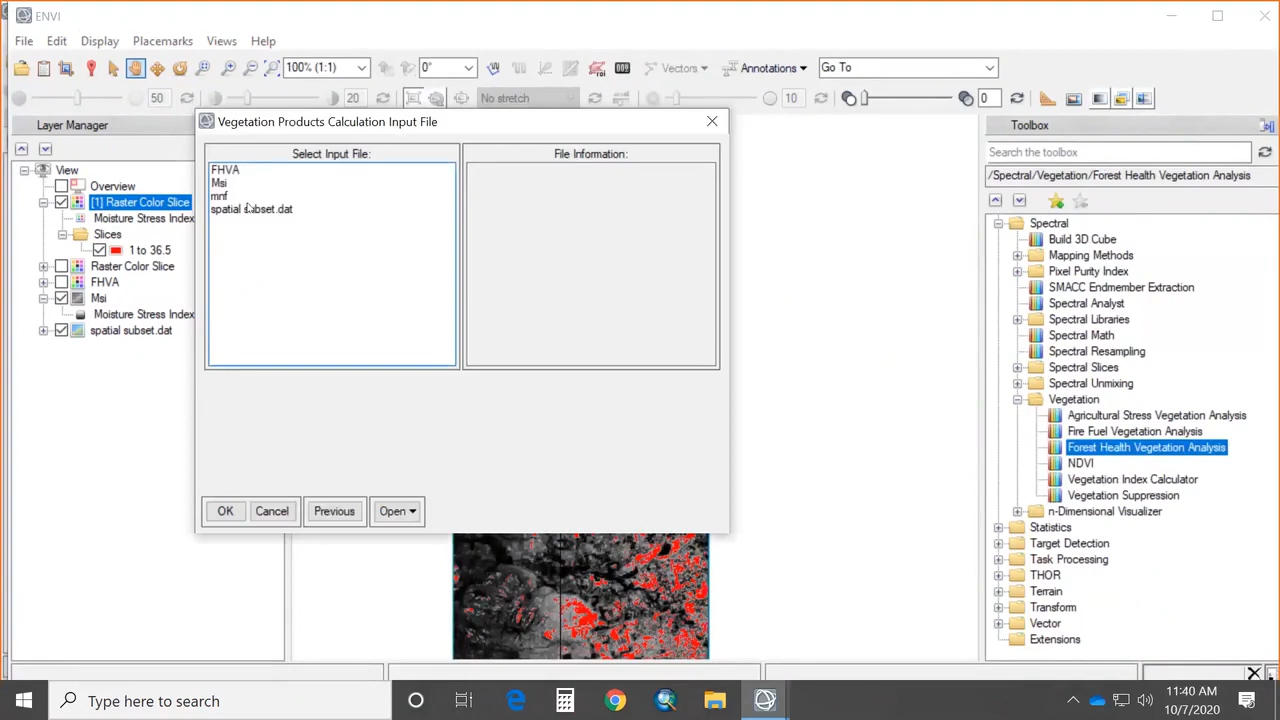 ENVI
File Edit Display Placemarks Views Help
100% (1:1) 0° Vectors Annotations Go To
50 20 No stretch 10 0
Layer Manager
View
Overview
[1] Raster Color Slice
Moisture Stress Index
Slices
1 to 36.5
Raster Color Slice
FHVA
Msi
Moisture Stress Index
spatial subset.dat
Vegetation Products Calculation Input File
Select Input File:
FHVA
Msi
mnf
spatial subset.dat
File Information:
OK Cancel Previous Open
Toolbox
Search the toolbox
/Spectral/Vegetation/Forest Health Vegetation Analysis
Spectral
Build 3D Cube
Mapping Methods
Pixel Purity Index
SMACC Endmember Extraction
Spectral Analyst
Spectral Libraries
Spectral Math
Spectral Resampling
Spectral Slices
Spectral Unmixing
Vegetation
Agricultural Stress Vegetation Analysis
Fire Fuel Vegetation Analysis
Forest Health Vegetation Analysis
NDVI
Vegetation Index Calculator
Vegetation Suppression
n-Dimensional Visualizer
Statistics
Target Detection
Task Processing
THOR
Terrain
Transform
Vector
Extensions
Type here to search
11:40 AM
10/7/2020